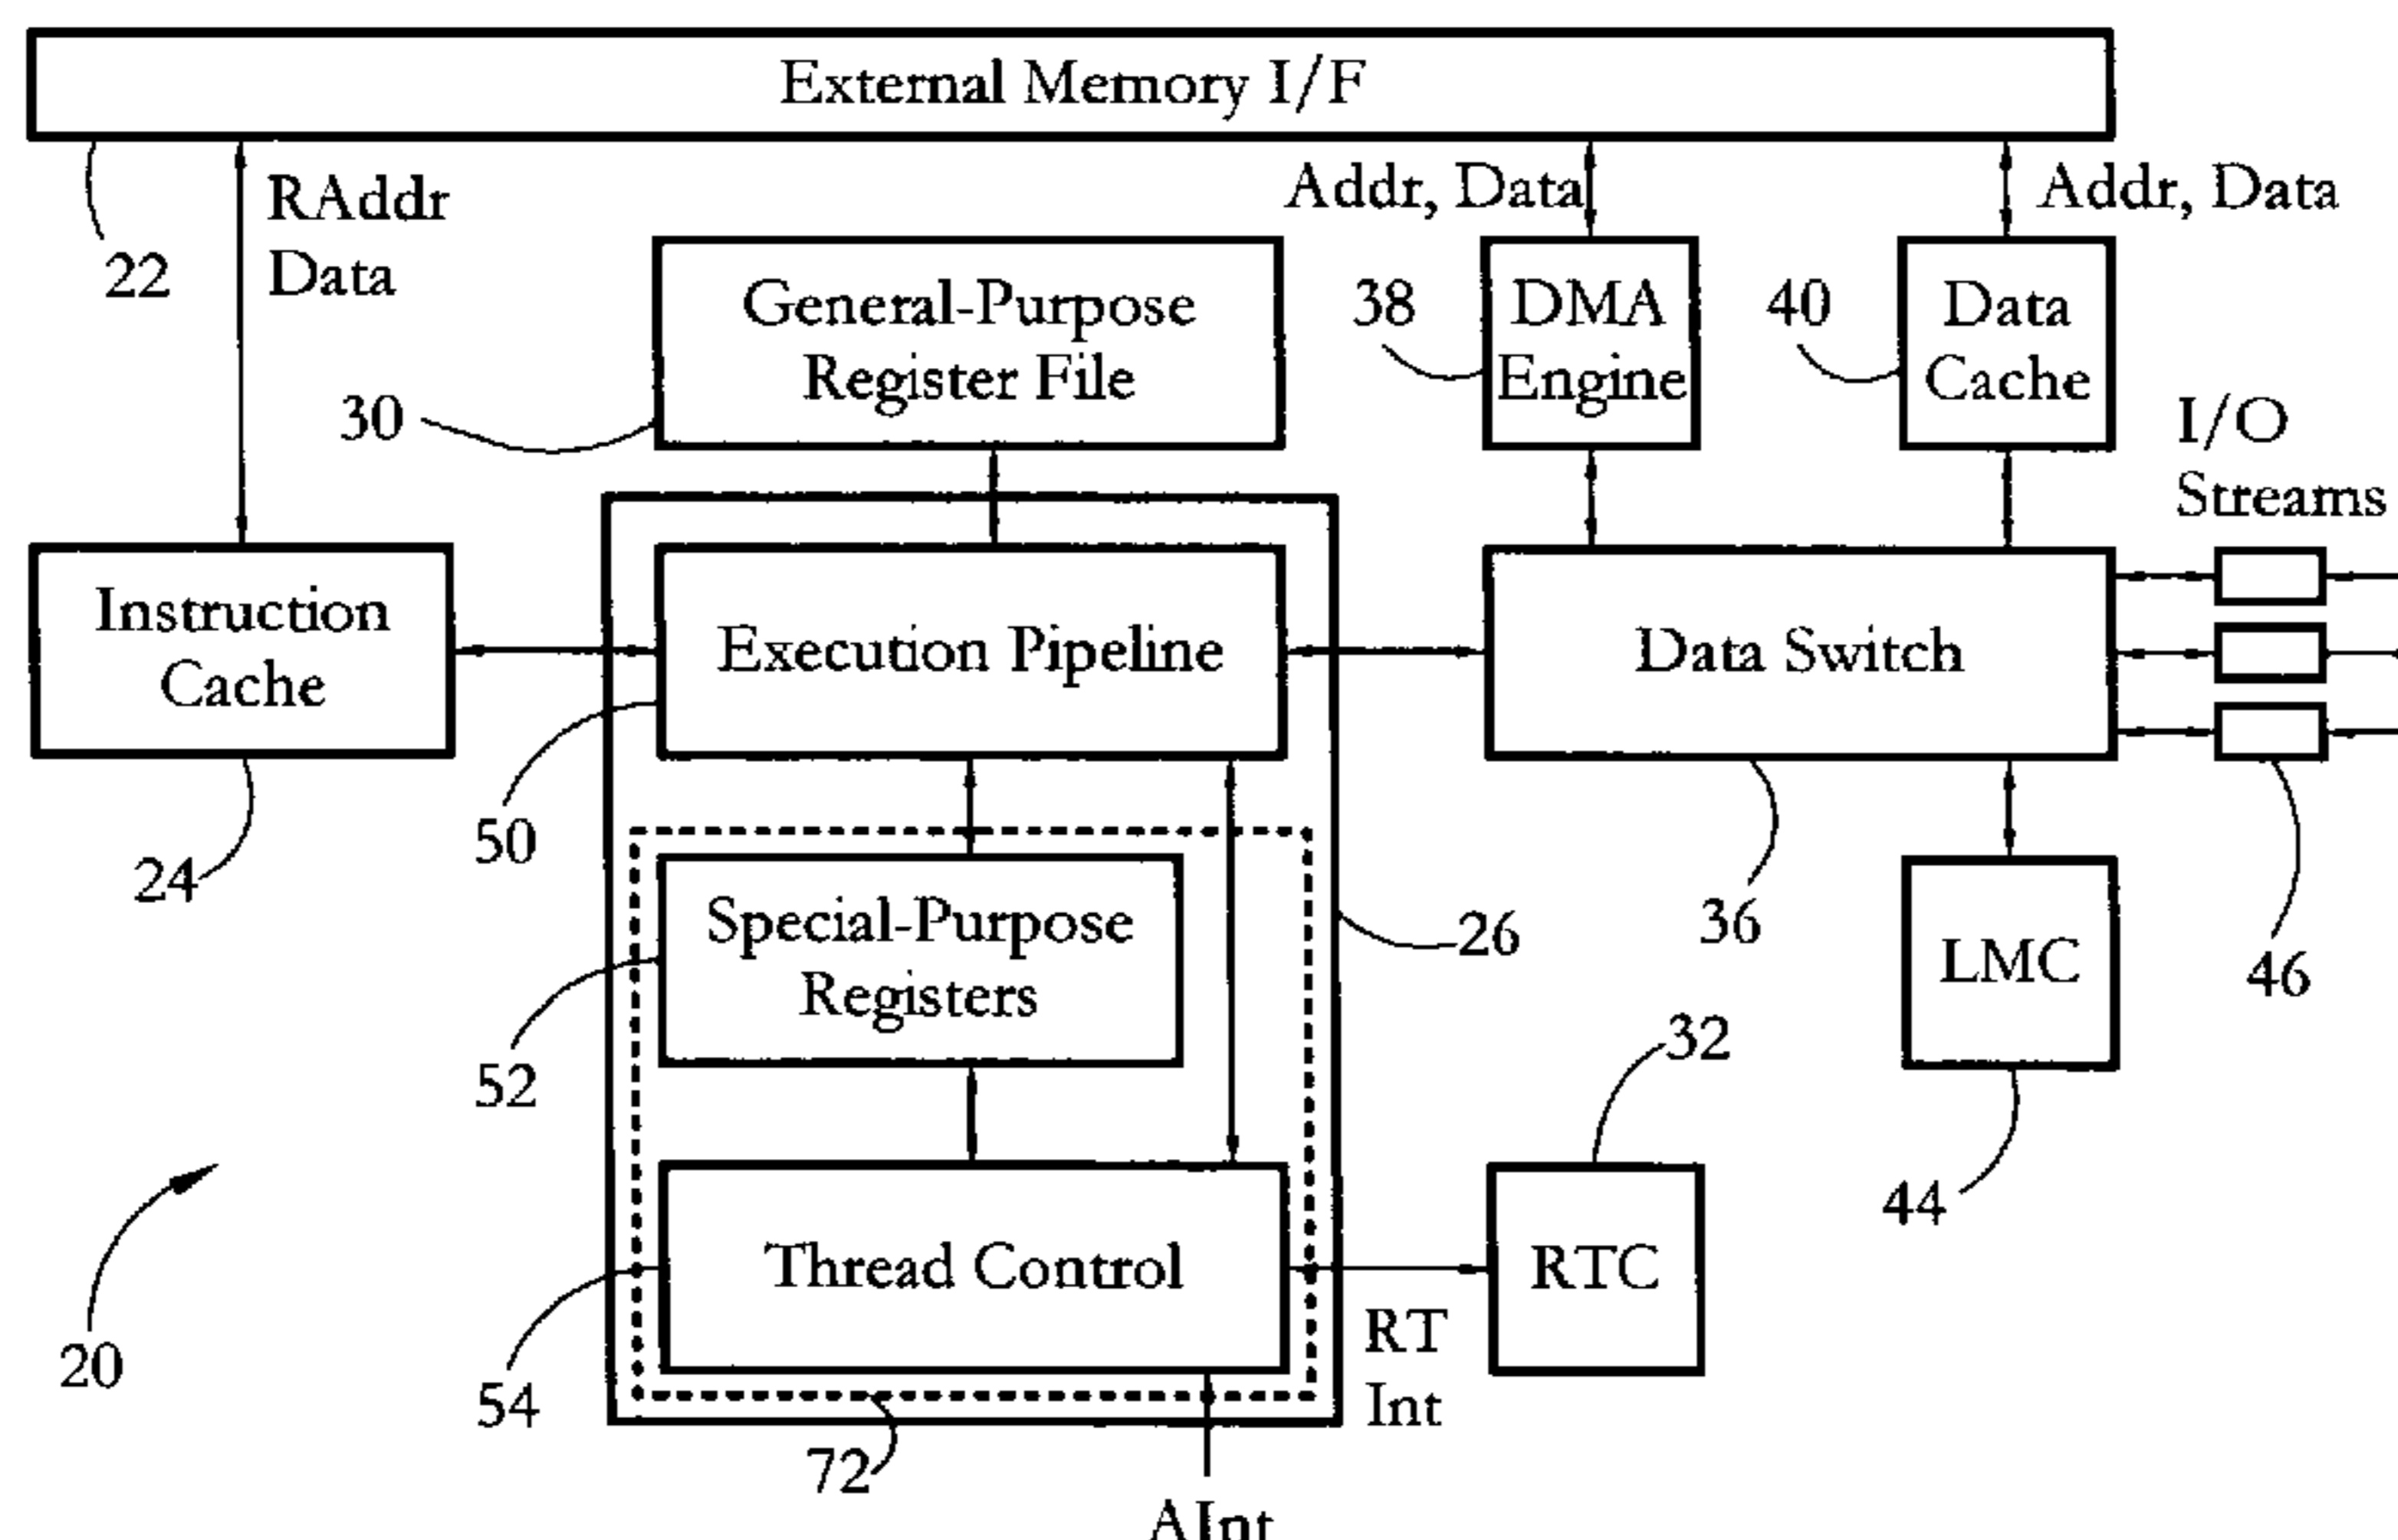 External Memory I/F
RAddr
Data
Addr, Data
Addr, Data
22
General-Purpose
Register File
30
38
DMA
Engine
40
Data
Cache
I/O
Streams
Instruction
Cache
24
Execution Pipeline
50
Data Switch
36
46
Special-Purpose
Registers
52
26
LMC
44
32
RTC
Thread Control
54
RT
Int
20
72
AInt